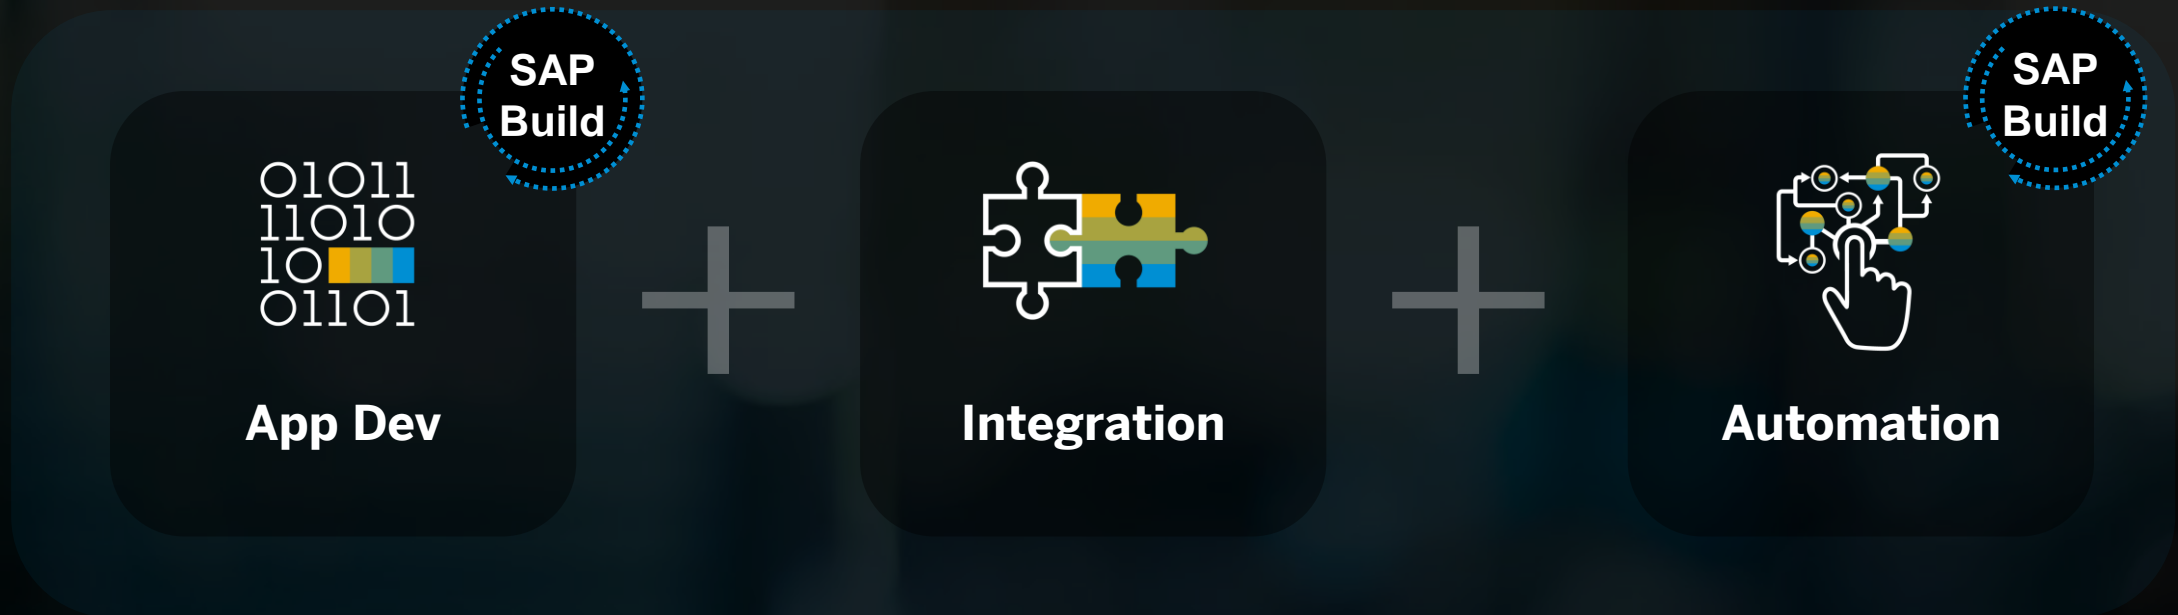 SAP
Build
01011
11010
10
01101
App Dev
Integration
SAP
Build
Automation